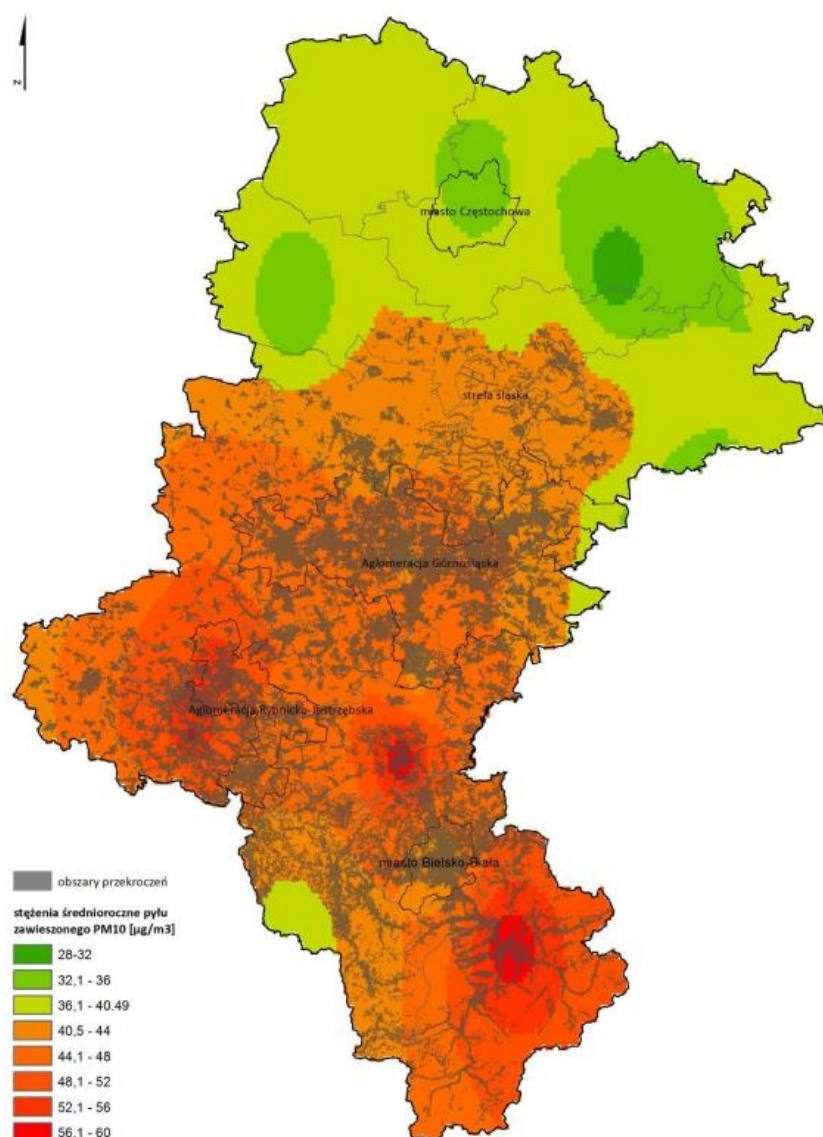 N
miasto Częstochowa
strefa śląska
Aglomeracja Górnośląska
Aglomeracja Rybnicko-Jastrzębska
miasto Bielsko-Biała
obszary przekroczeń
stężenia średnioroczne pyłu
zawieszonego PM10 [µg/m3]
28-32
32,1 - 36
36,1 - 40.49
40,5 - 44
44,1 - 48
48,1 - 52
52,1 - 56
56,1 - 60